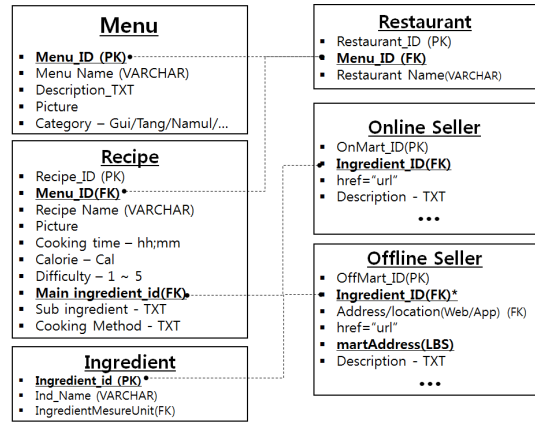 Menu
Menu_ID (PK)
Menu Name (VARCHAR)
Description_TXT
Picture
Category – Gui/Tang/Namul/…
Recipe
Recipe_ID (PK)
Menu_ID(FK)
Recipe Name (VARCHAR)
Picture
Cooking time – hh;mm
Calorie – Cal
Difficulty – 1 ~ 5
Main ingredient_id(FK)
Sub ingredient - TXT
Cooking Method - TXT
Ingredient
Ingredient_id (PK)
Ind_Name (VARCHAR)
IngredientMesureUnit(FK)
Restaurant
Restaurant_ID (PK)
Menu_ID (FK)
Restaurant Name(VARCHAR)
Online Seller
OnMart_ID(PK)
Ingredient_ID(FK)
href=“url”
Description - TXT
•••
Offline Seller
OffMart_ID(PK)
Ingredient_ID(FK)*
Address/location(Web/App) (FK)
href=“url”
martAddress(LBS)
Description - TXT
•••